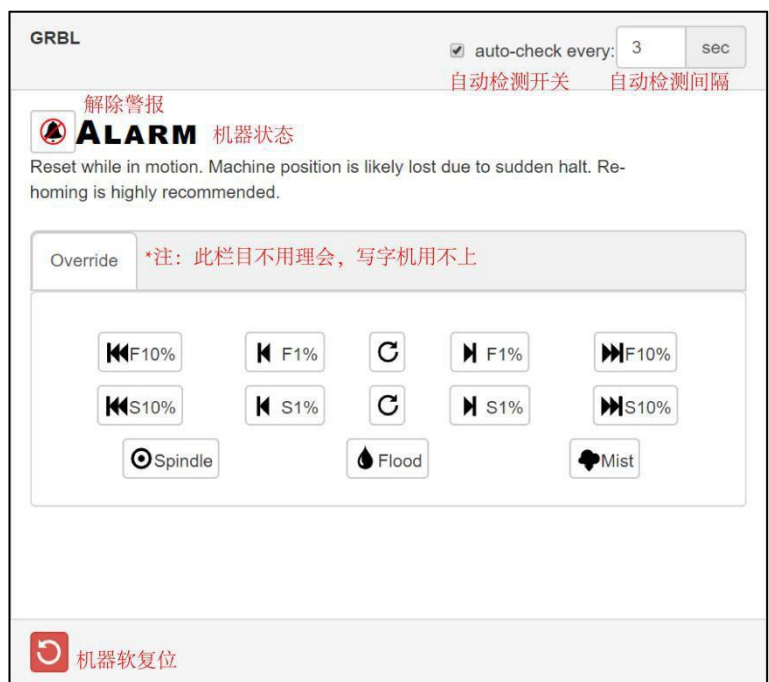 GRBL
auto-check every: 3 sec
自动检测开关 自动检测间隔
解除警报
ALARM 机器状态
Reset while in motion. Machine position is likely lost due to sudden halt. Re-
homing is highly recommended.
Override *注：此栏目不用理会，写字机用不上
F10% F1% F1% F10%
S10% S1% S1% S10%
Spindle Flood Mist
机器软复位